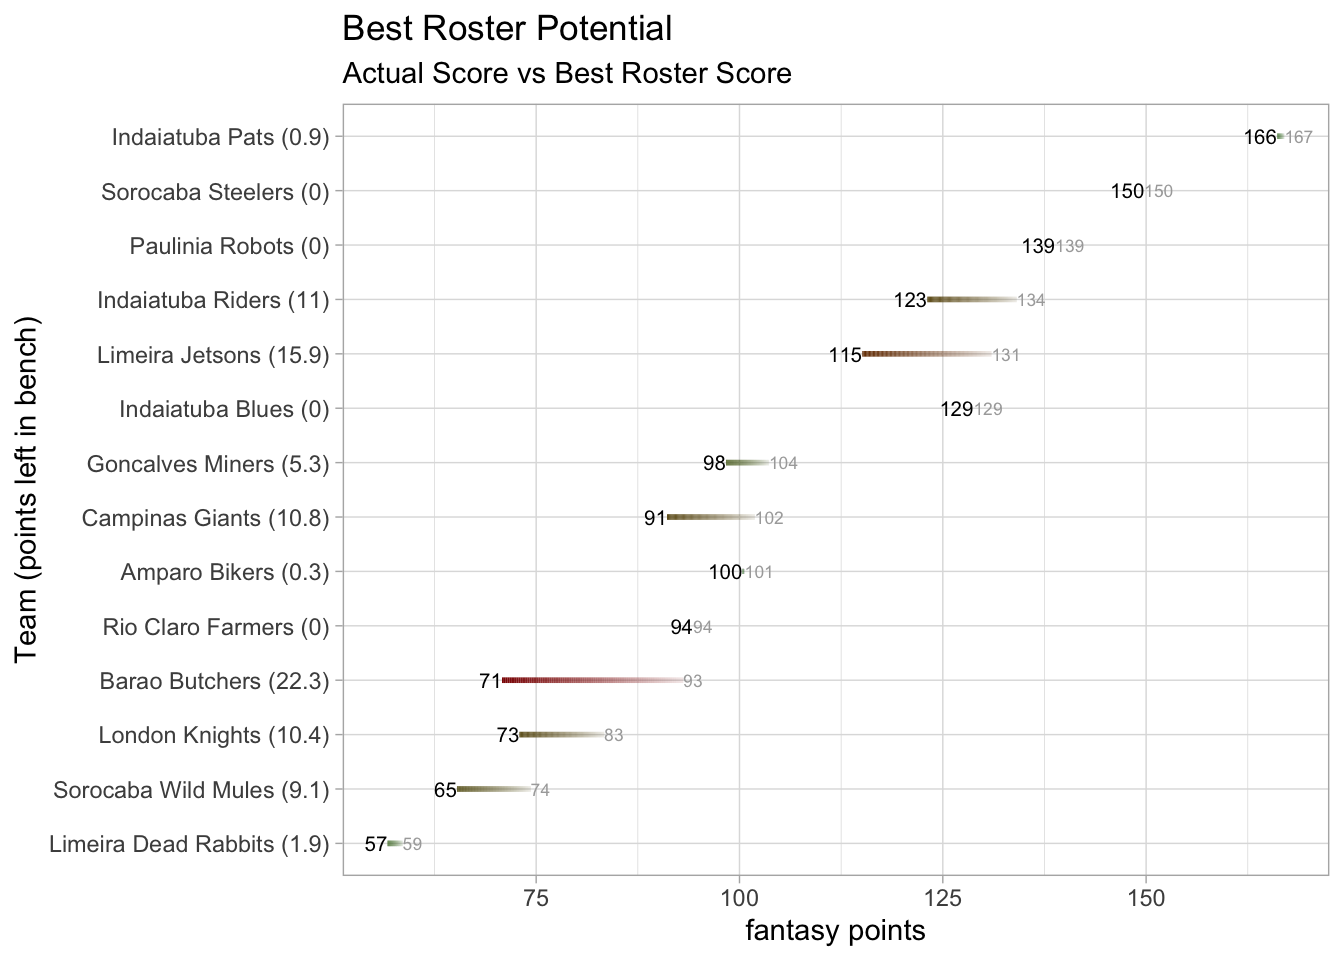 Best Roster Potential
Actual Score vs Best Roster Score
Team (points left in bench)
Indaiatuba Pats (0.9) 166 167
Sorocaba Steelers (0) 150 150
Paulinia Robots (0) 139 139
Indaiatuba Riders (11) 123 134
Limeira Jetsons (15.9) 115 131
Indaiatuba Blues (0) 129 129
Goncalves Miners (5.3) 98 104
Campinas Giants (10.8) 91 102
Amparo Bikers (0.3) 100 101
Rio Claro Farmers (0) 94 94
Barao Butchers (22.3) 71 93
London Knights (10.4) 73 83
Sorocaba Wild Mules (9.1) 65 74
Limeira Dead Rabbits (1.9) 57 59
75 100 125 150
fantasy points